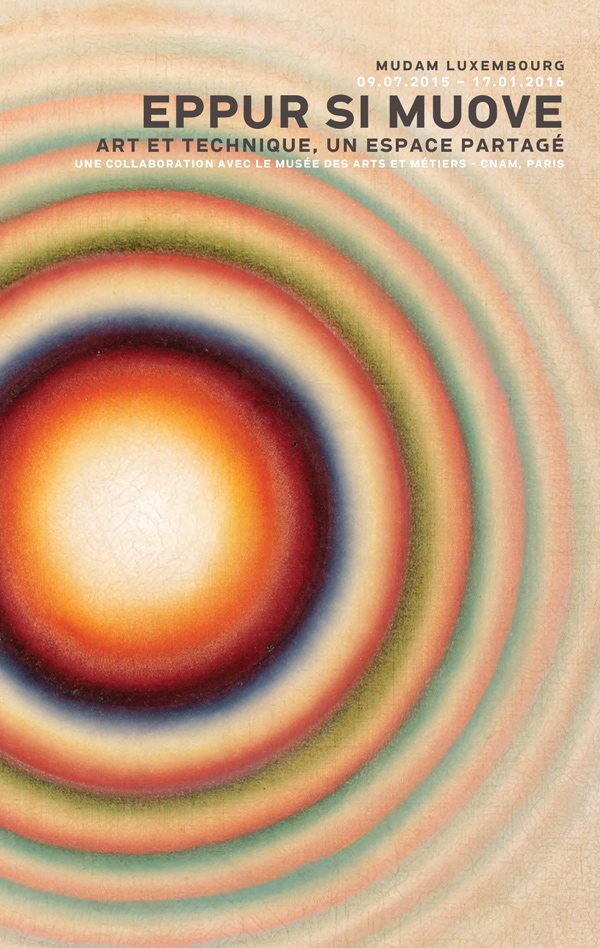 MUDAM LUXEMBOURG
09.07.2015 – 17.01.2016
EPPUR SI MUOVE
ART ET TECHNIQUE, UN ESPACE PARTAGÉ
UNE COLLABORATION AVEC LE MUSÉE DES ARTS ET MÉTIERS – CNAM, PARIS